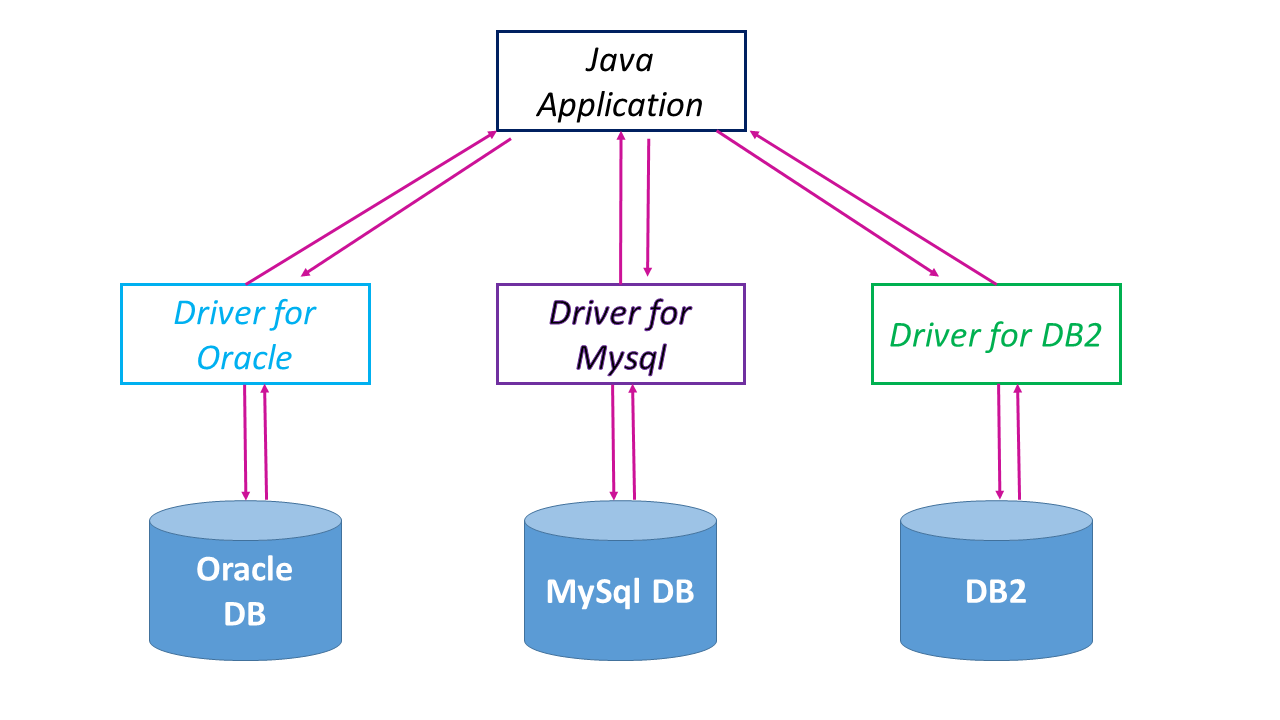 Java
Application
Driver for
Oracle
Driver for
Mysql
Driver for DB2
Oracle
DB
MySql DB
DB2